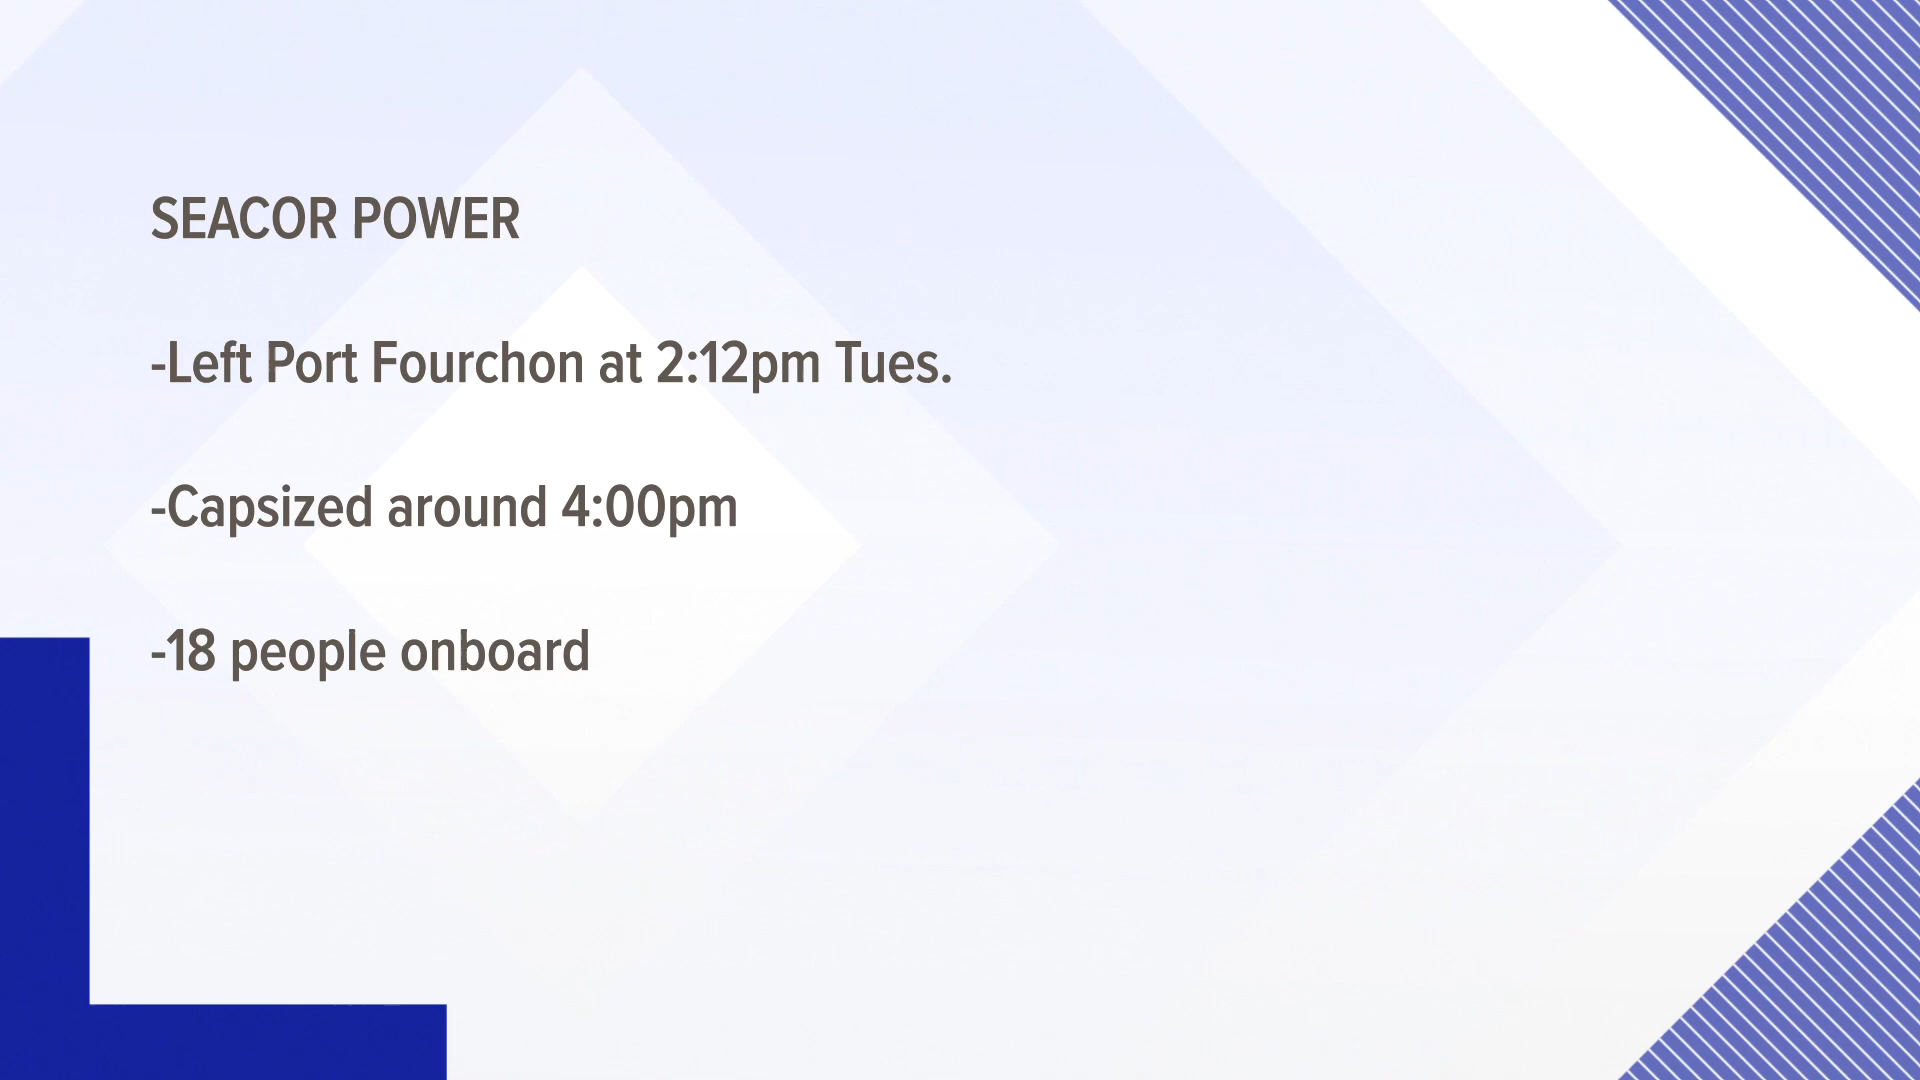 SEACOR POWER
-Left Port Fourchon at 2:12pm Tues.
-Capsized around 4:00pm
-18 people onboard